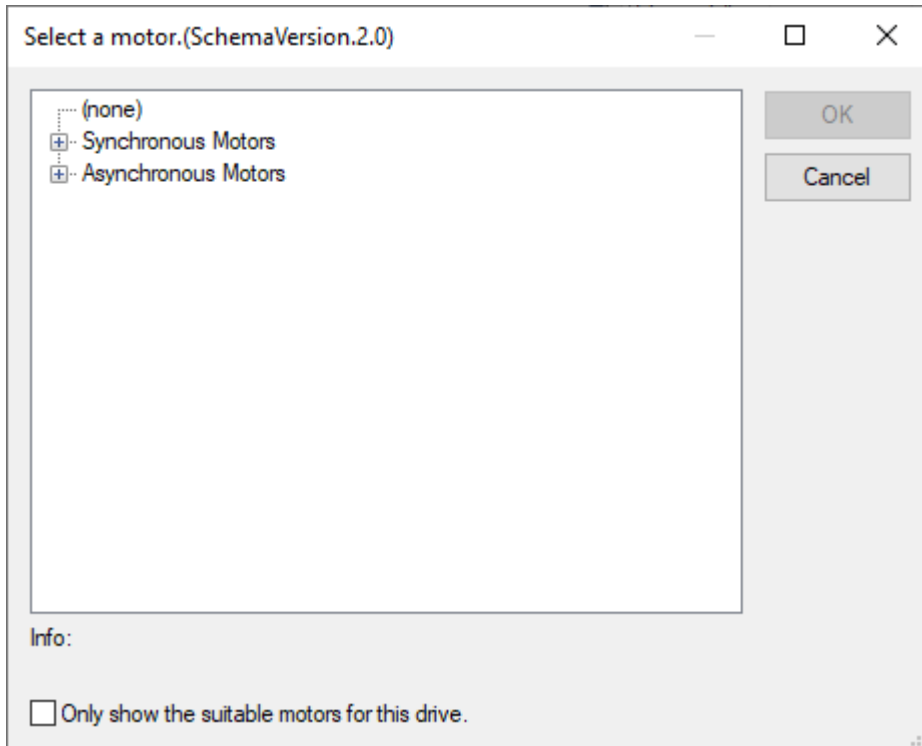 Select a motor.(SchemaVersion.2.0)
(none)
Synchronous Motors
Asynchronous Motors
OK
Cancel
Info:
Only show the suitable motors for this drive.